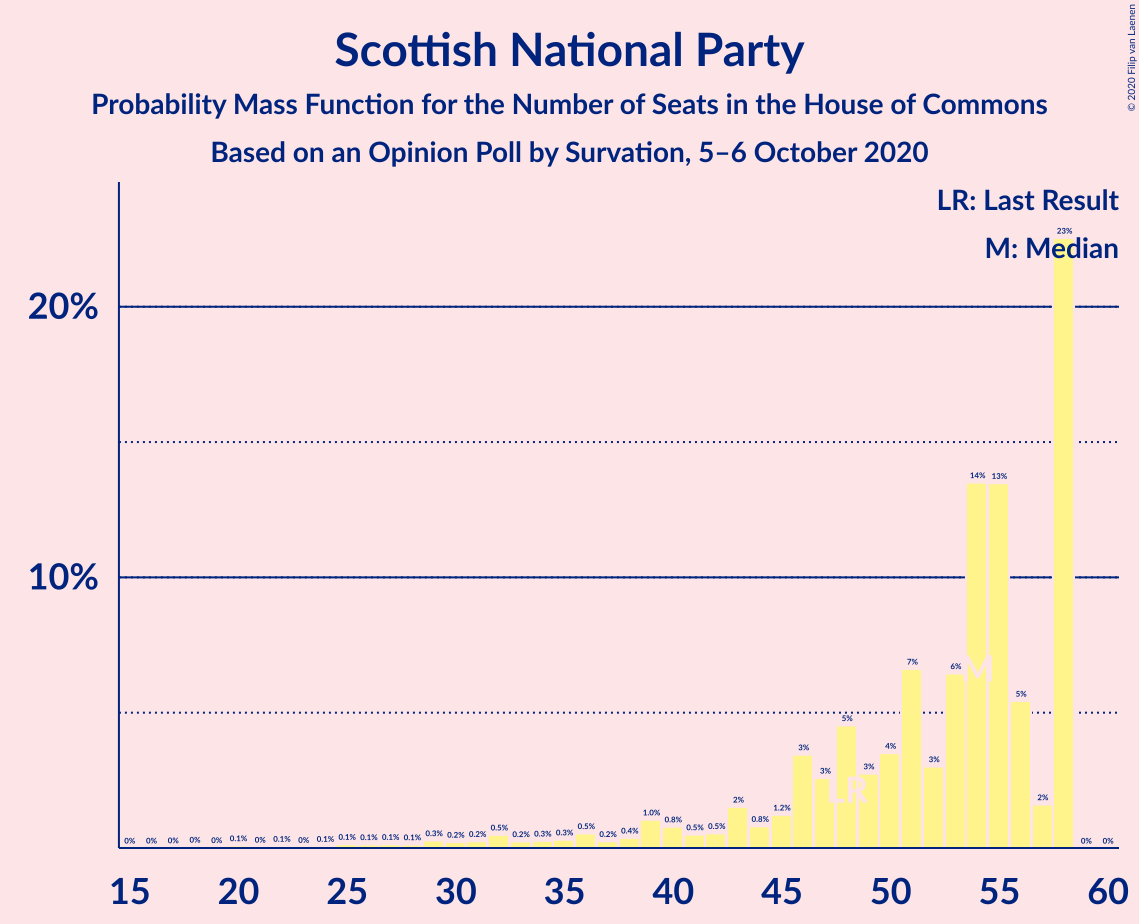 Scottish National Party
Probability Mass Function for the Number of Seats in the House of Commons
Based on an Opinion Poll by Survation, 5–6 October 2020
© 2020 Filip van Laenen
LR: Last Result
M: Median
20%
10%
0% 0% 0% 0% 0% 0.1% 0% 0.1% 0% 0.1% 0.1% 0.1% 0.1% 0.1% 0.3% 0.2% 0.2% 0.5% 0.2% 0.3% 0.3% 0.5% 0.2% 0.4% 1.0% 0.8% 0.5% 0.5% 2% 0.8% 1.2% 3% 3% 5% 3% 4% 7% 3% 6% 14% 13% 5% 2% 23% 0% 0%
LR
M
15 20 25 30 35 40 45 50 55 60